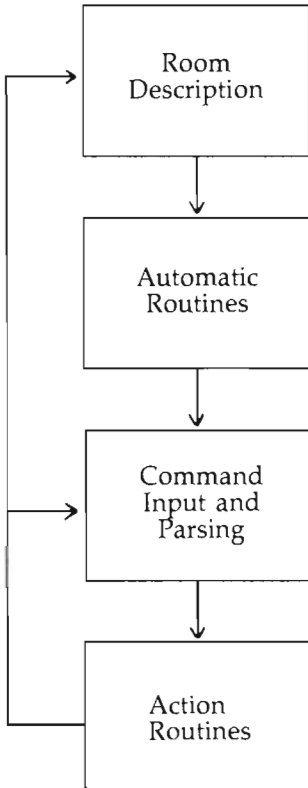 Room
Description
Automatic
Routines
Command
Input and
Parsing
Action
Routines